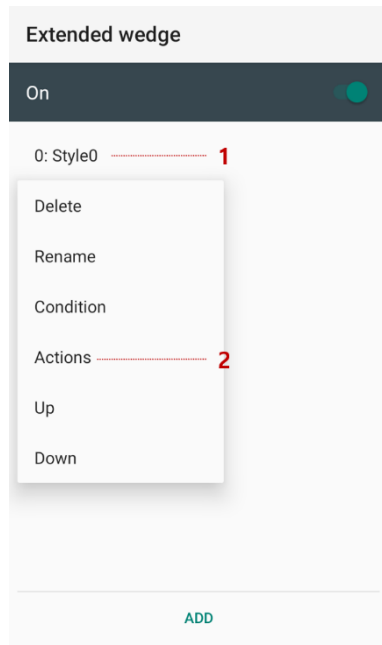 Extended wedge
On
0: Style0 1
Delete
Rename
Condition
Actions 2
Up
Down
ADD